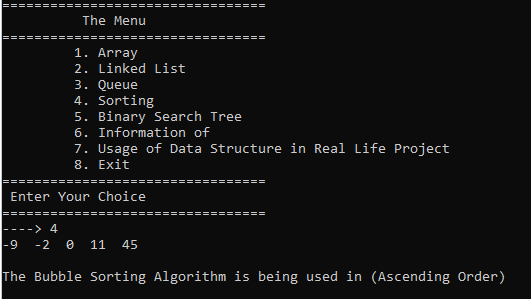 =================================
The Menu
=================================
1. Array
2. Linked List
3. Queue
4. Sorting
5. Binary Search Tree
6. Information of
7. Usage of Data Structure in Real Life Project
8. Exit
=================================
Enter Your Choice
=================================
----> 4
-9 -2 0 11 45
The Bubble Sorting Algorithm is being used in (Ascending Order)